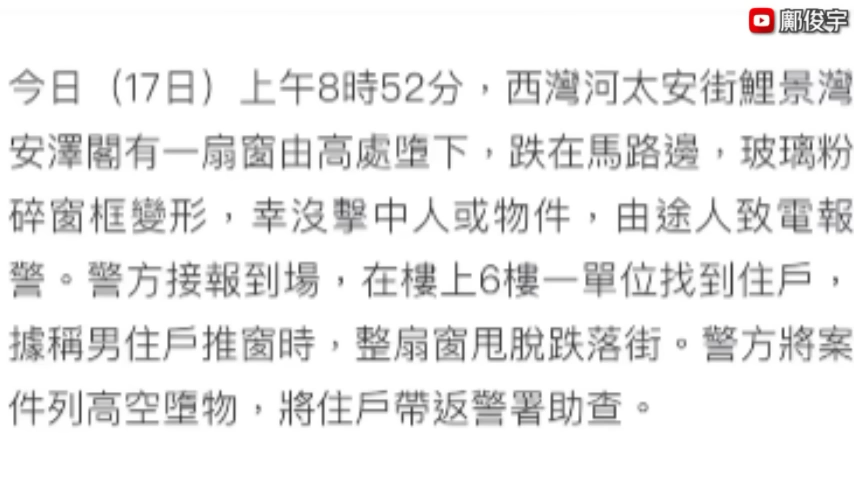 鄺俊宇
今日（17日）上午8時52分，西灣河太安街鯉景灣
安澤閣有一扇窗由高處墮下，跌在馬路邊，玻璃粉
碎窗框變形，幸沒擊中人或物件，由途人致電報
警。警方接報到場，在樓上6樓一單位找到住戶，
據稱男住戶推窗時，整扇窗甩脫跌落街。警方將案
件列高空墮物，將住戶帶返警署助查。